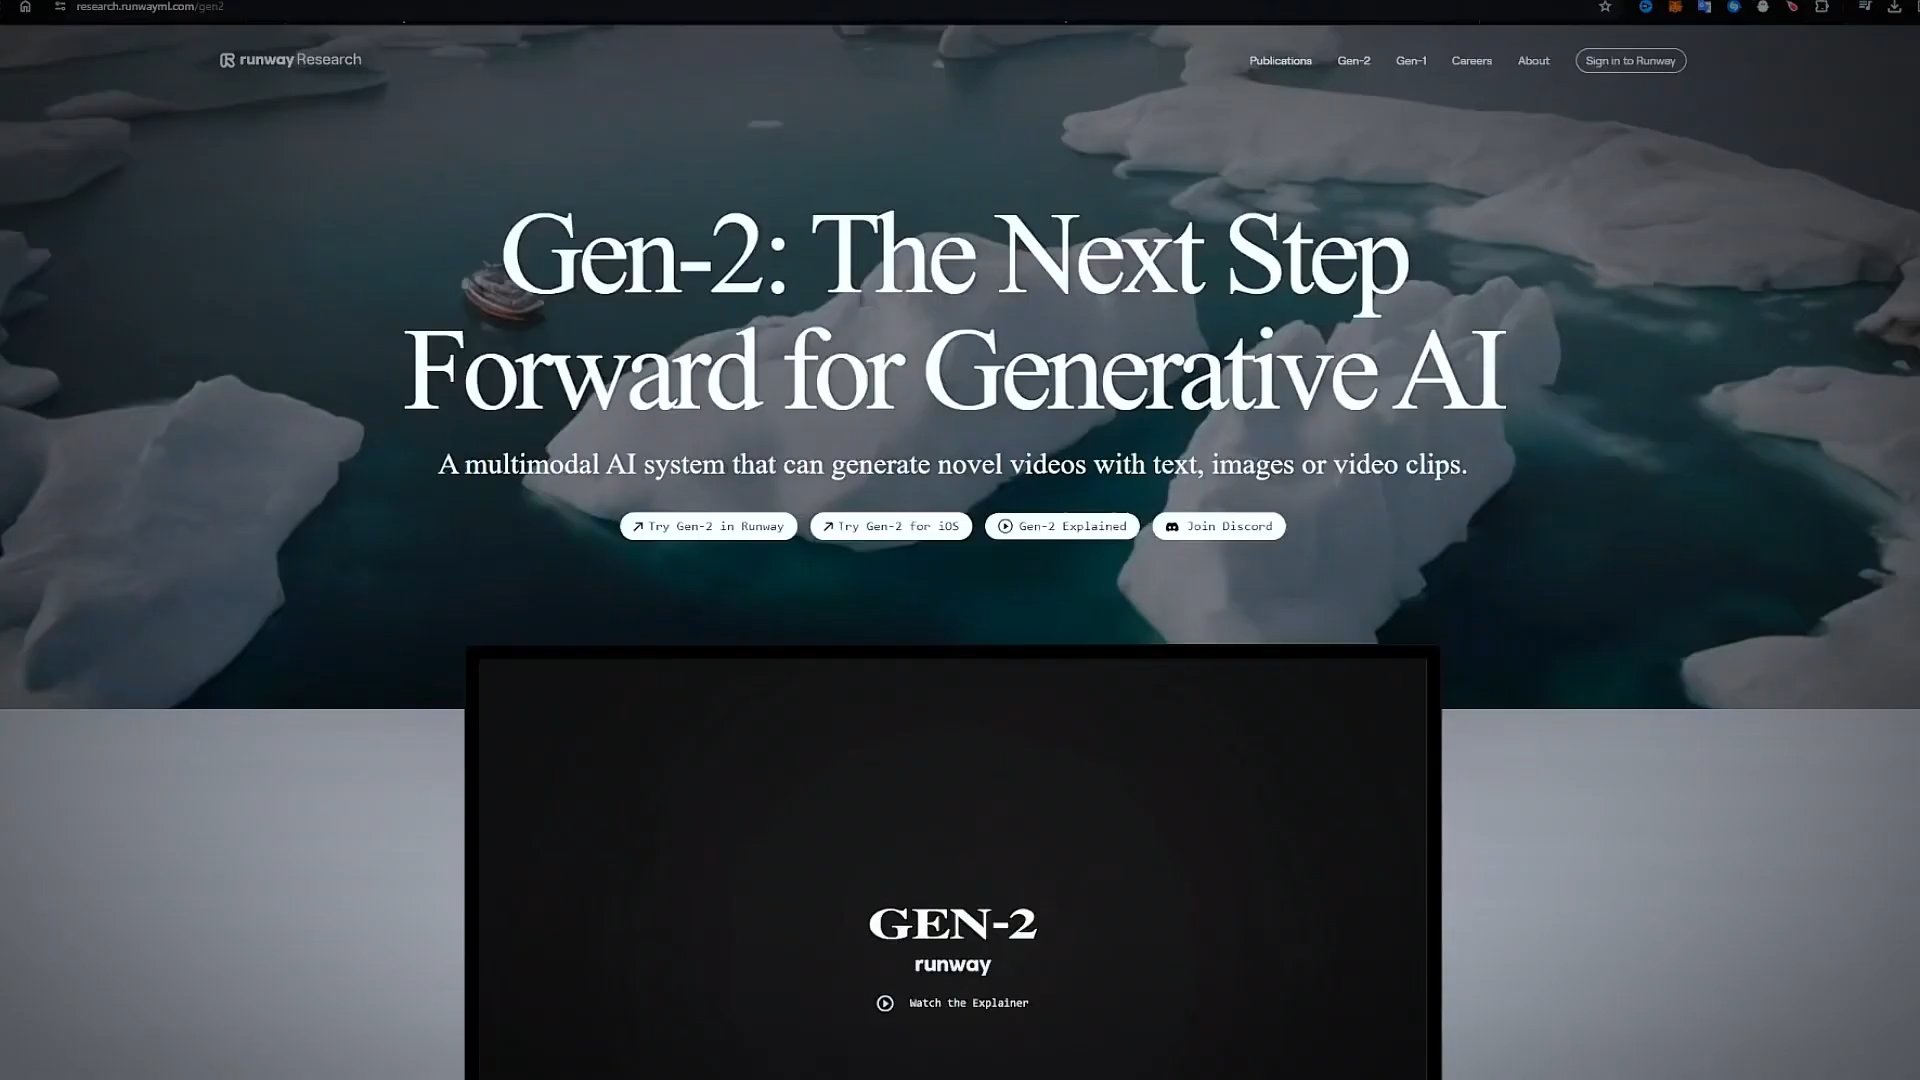 research.runwayml.com/gen2
runway Research
Publications Gen-2 Gen-1 Careers About Sign in to Runway
Gen-2: The Next Step
Forward for Generative AI
A multimodal AI system that can generate novel videos with text, images or video clips.
Try Gen-2 in Runway Try Gen-2 for iOS Gen-2 Explained Join Discord
GEN-2
runway
Watch the Explainer